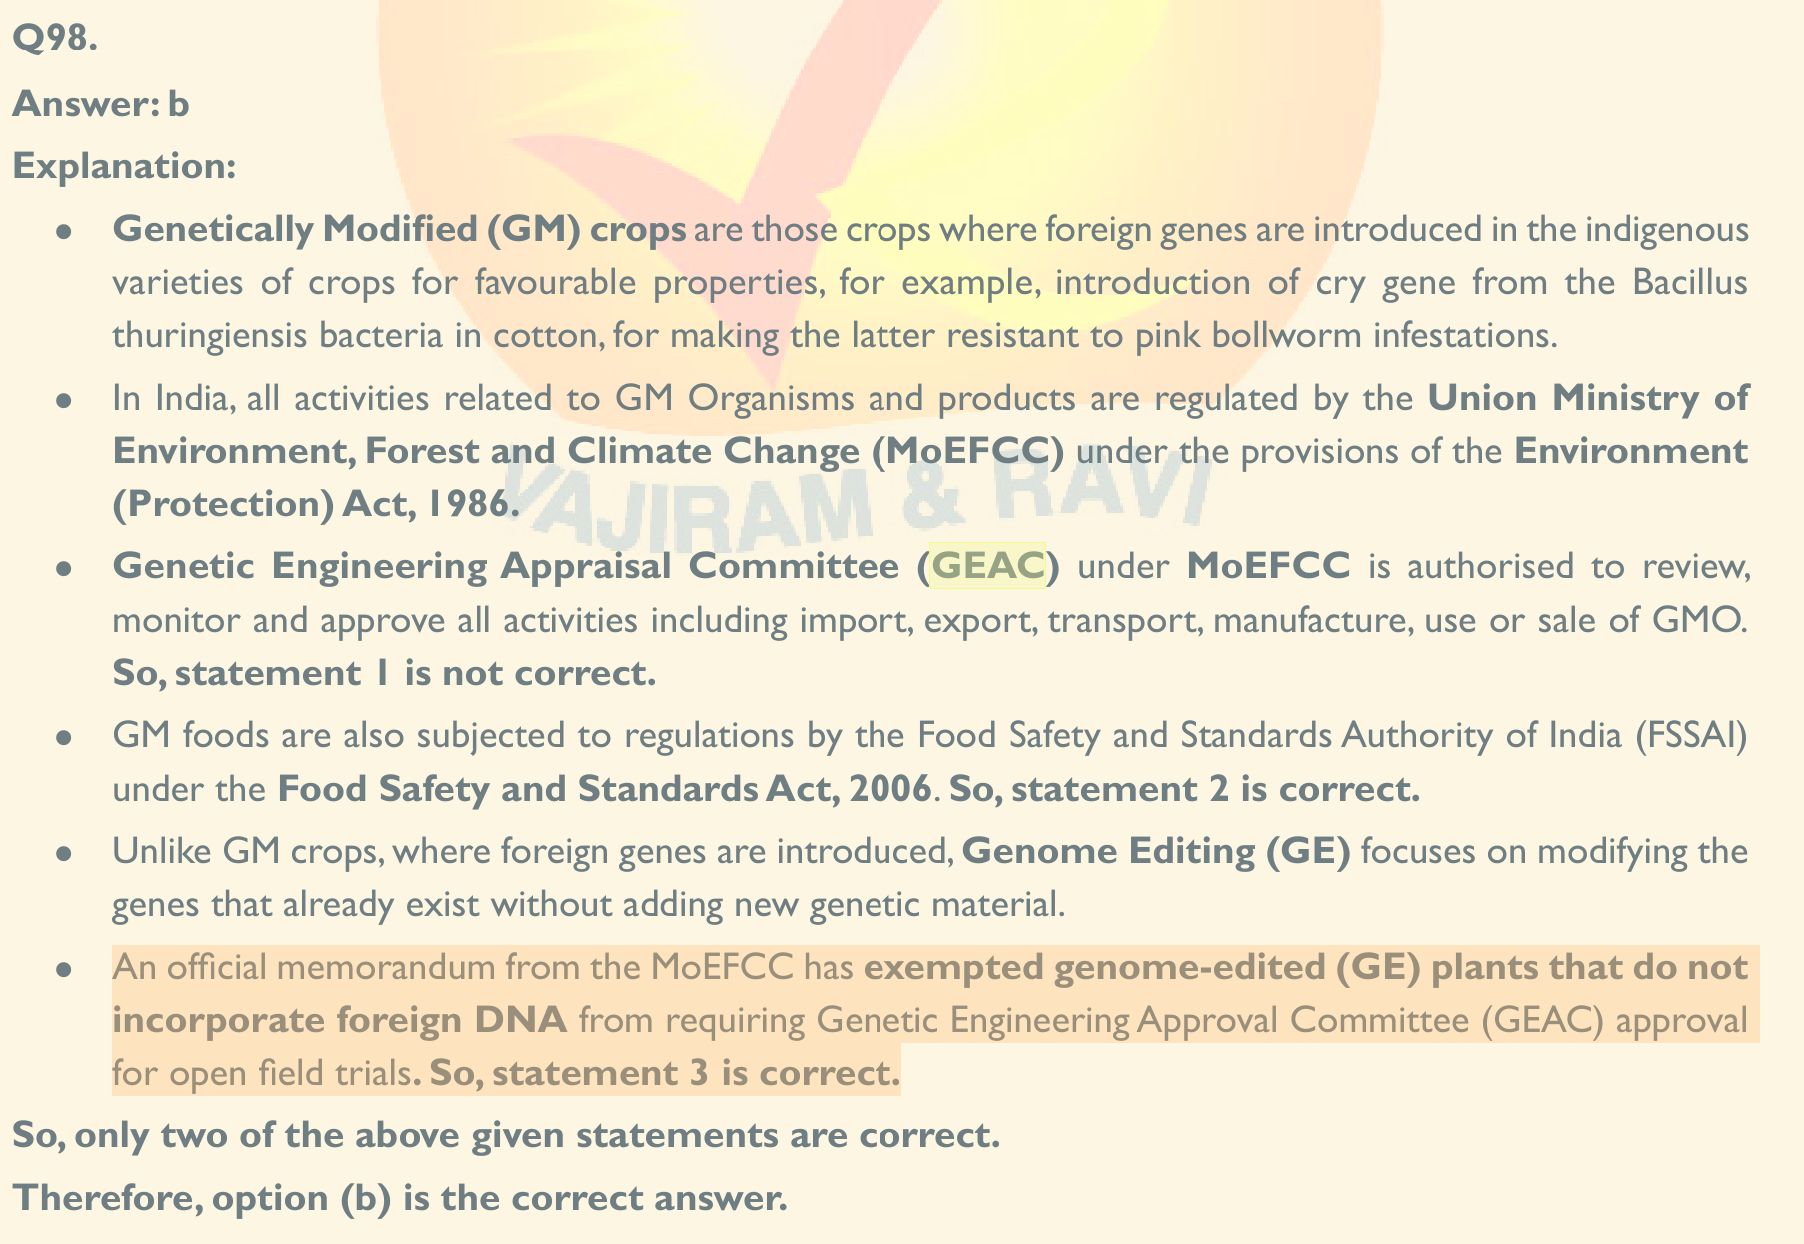 Q98.
Answer: b
Explanation:
● Genetically Modified (GM) crops are those crops where foreign genes are introduced in the indigenous
varieties of crops for favourable properties, for example, introduction of cry gene from the Bacillus
thuringiensis bacteria in cotton, for making the latter resistant to pink bollworm infestations.
● In India, all activities related to GM Organisms and products are regulated by the Union Ministry of
Environment, Forest and Climate Change (MoEFCC) under the provisions of the Environment
(Protection) Act, 1986.
VAJIRAM & RAVI
● Genetic Engineering Appraisal Committee (GEAC) under MoEFCC is authorised to review,
monitor and approve all activities including import, export, transport, manufacture, use or sale of GMO.
So, statement 1 is not correct.
● GM foods are also subjected to regulations by the Food Safety and Standards Authority of India (FSSAI)
under the Food Safety and Standards Act, 2006. So, statement 2 is correct.
● Unlike GM crops, where foreign genes are introduced, Genome Editing (GE) focuses on modifying the
genes that already exist without adding new genetic material.
● An official memorandum from the MoEFCC has exempted genome-edited (GE) plants that do not
incorporate foreign DNA from requiring Genetic Engineering Approval Committee (GEAC) approval
for open field trials. So, statement 3 is correct.
So, only two of the above given statements are correct.
Therefore, option (b) is the correct answer.